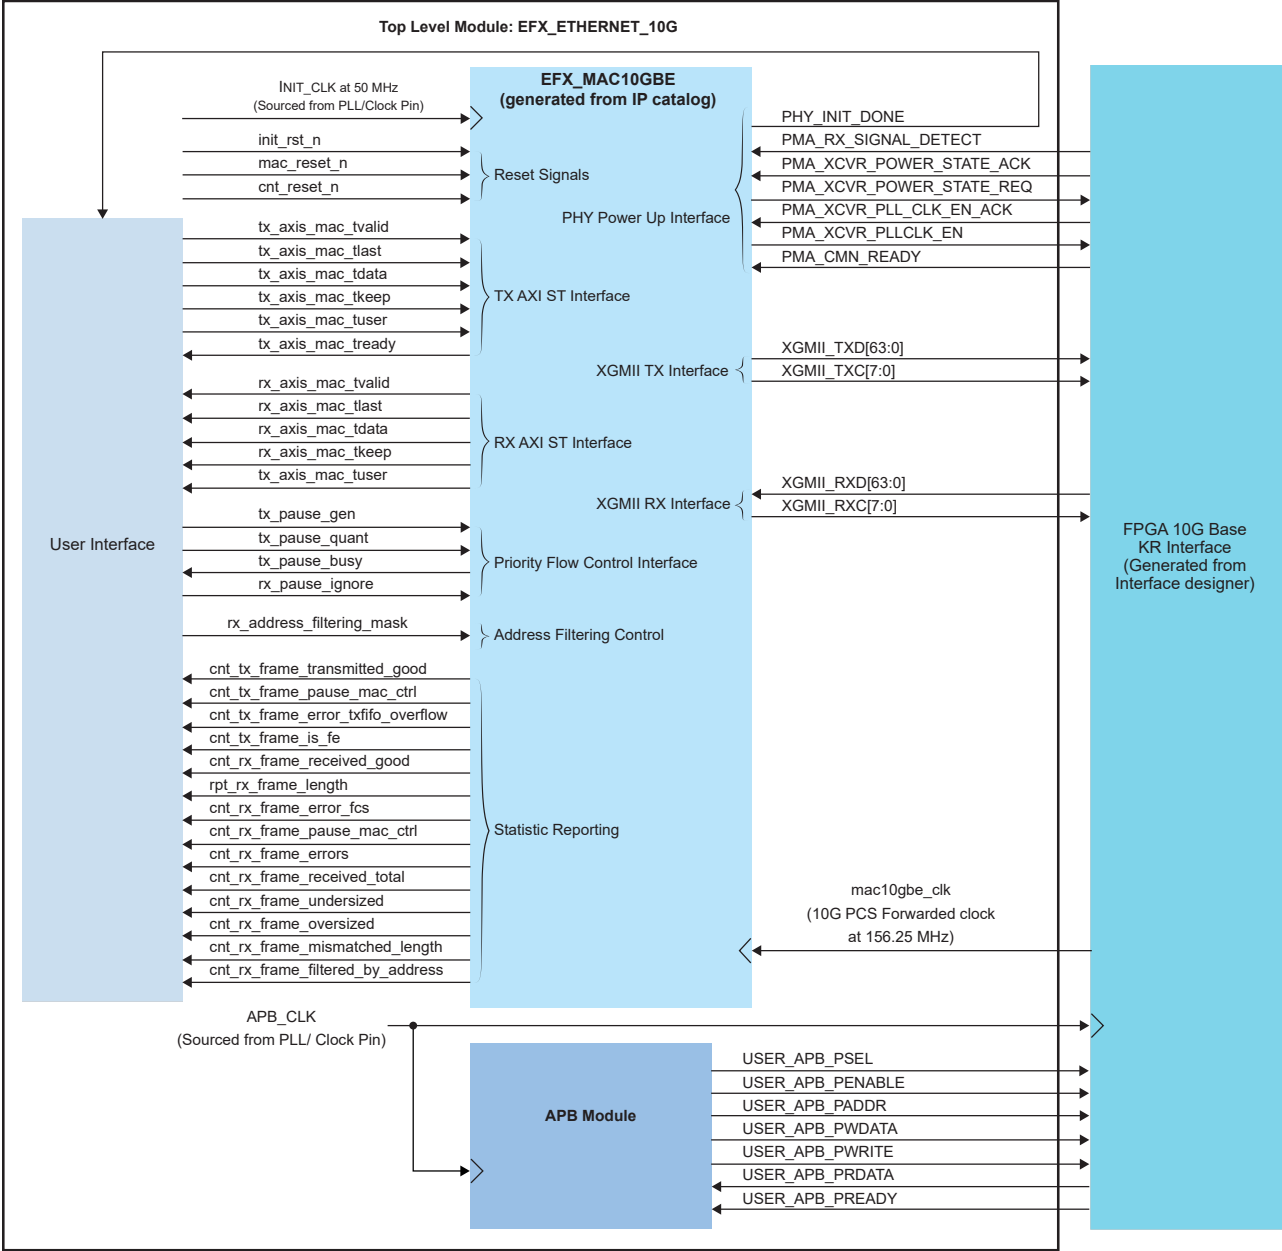 Top Level Module: EFX_ETHERNET_10G
INIT_CLK at 50 MHz
(Sourced from PLL/Clock Pin)
init_rst_n
mac_reset_n
cnt_reset_n
tx_axis_mac_tvalid
tx_axis_mac_tlast
tx_axis_mac_tdata
tx_axis_mac_tkeep
tx_axis_mac_tuser
tx_axis_mac_tready
rx_axis_mac_tvalid
rx_axis_mac_tlast
rx_axis_mac_tdata
rx_axis_mac_tkeep
tx_axis_mac_tuser
tx_pause_gen
tx_pause_quant
tx_pause_busy
rx_pause_ignore
rx_address_filtering_mask
cnt_tx_frame_transmitted_good
cnt_tx_frame_pause_mac_ctrl
cnt_tx_frame_error_txfifo_overflow
cnt_tx_frame_is_fe
cnt_rx_frame_received_good
rpt_rx_frame_length
cnt_rx_frame_error_fcs
cnt_rx_frame_pause_mac_ctrl
cnt_rx_frame_errors
cnt_rx_frame_received_total
cnt_rx_frame_undersized
cnt_rx_frame_oversized
cnt_rx_frame_mismatched_length
cnt_rx_frame_filtered_by_address
User Interface
EFX_MAC10GBE
(generated from IP catalog)
Reset Signals
PHY Power Up Interface
TX AXI ST Interface
XGMII TX Interface
RX AXI ST Interface
XGMII RX Interface
Priority Flow Control Interface
Address Filtering Control
Statistic Reporting
PHY_INIT_DONE
PMA_RX_SIGNAL_DETECT
PMA_XCVR_POWER_STATE_ACK
PMA_XCVR_POWER_STATE_REQ
PMA_XCVR_PLL_CLK_EN_ACK
PMA_XCVR_PLLCLK_EN
PMA_CMN_READY
XGMII_TXD[63:0]
XGMII_TXC[7:0]
XGMII_RXD[63:0]
XGMII_RXC[7:0]
mac10gbe_clk
(10G PCS Forwarded clock
at 156.25 MHz)
FPGA 10G Base
KR Interface
(Generated from
Interface designer)
APB_CLK
(Sourced from PLL/ Clock Pin)
APB Module
USER_APB_PSEL
USER_APB_PENABLE
USER_APB_PADDR
USER_APB_PWDATA
USER_APB_PWRITE
USER_APB_PRDATA
USER_APB_PREADY